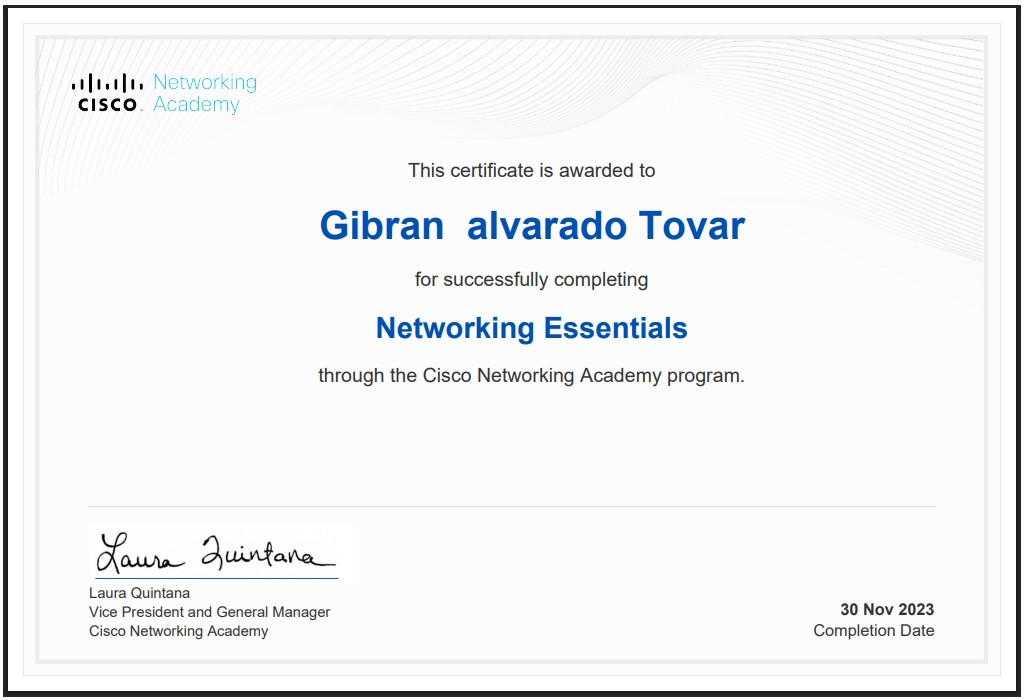 Networking
CISCO Academy
This certificate is awarded to
Gibran  alvarado Tovar
for successfully completing
Networking Essentials
through the Cisco Networking Academy program.
Laura Quintana
Laura Quintana
Vice President and General Manager
Cisco Networking Academy
30 Nov 2023
Completion Date